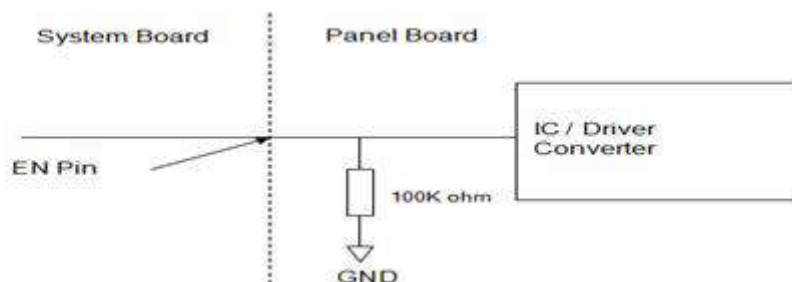 System Board
Panel Board
IC / Driver
Converter
EN Pin
100K ohm
GND